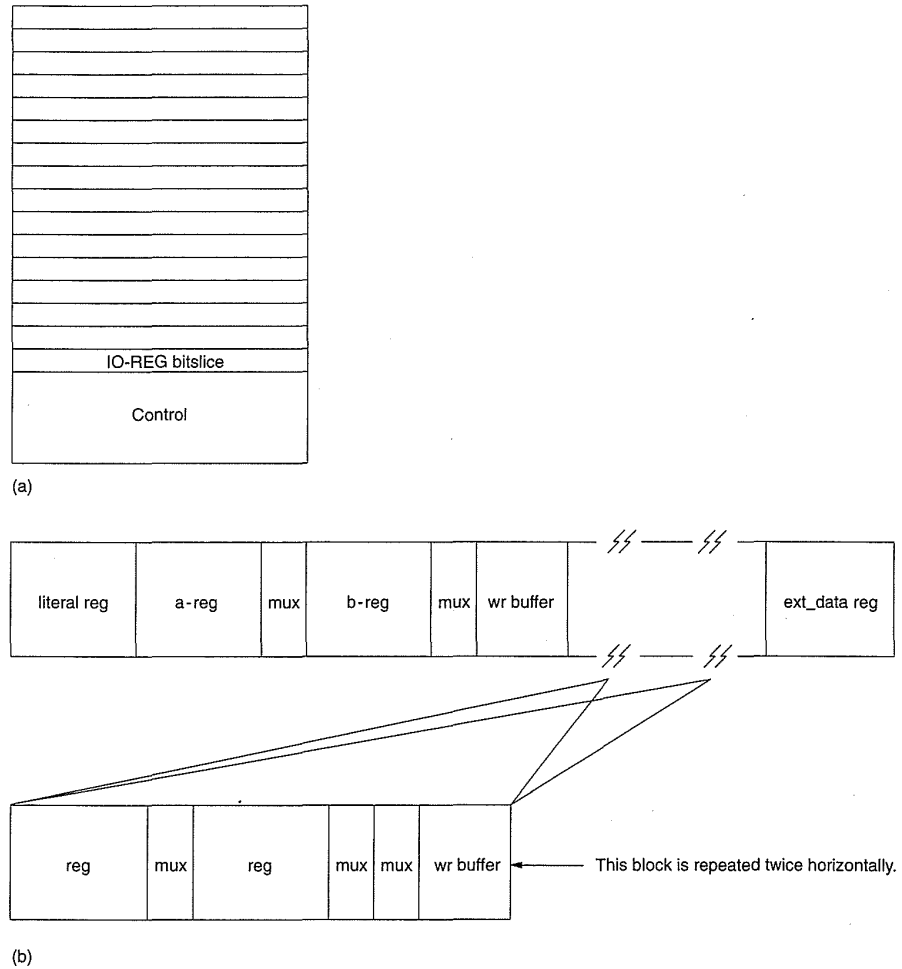 IO-REG bitslice
Control
(a)
literal reg
a-reg
mux
b-reg
mux
wr buffer
ext_data reg
reg
mux
reg
mux
mux
wr buffer
This block is repeated twice horizontally.
(b)